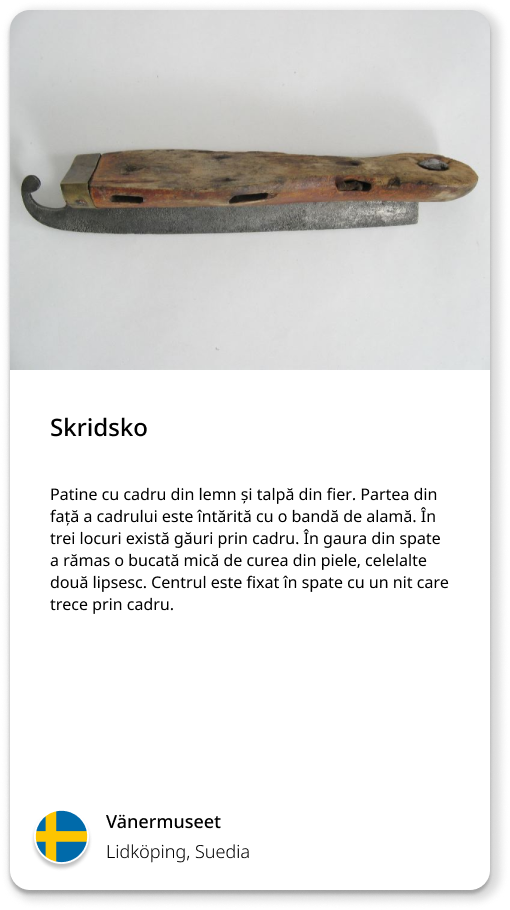 Skridsko
Patine cu cadru din lemn și talpă din fier. Partea din
față a cadrului este întărită cu o bandă de alamă. În
trei locuri există găuri prin cadru. În gaura din spate
a rămas o bucată mică de curea din piele, celelalte
două lipsesc. Centrul este fixat în spate cu un nit care
trece prin cadru.
Vänermuseet
Lidköping, Suedia